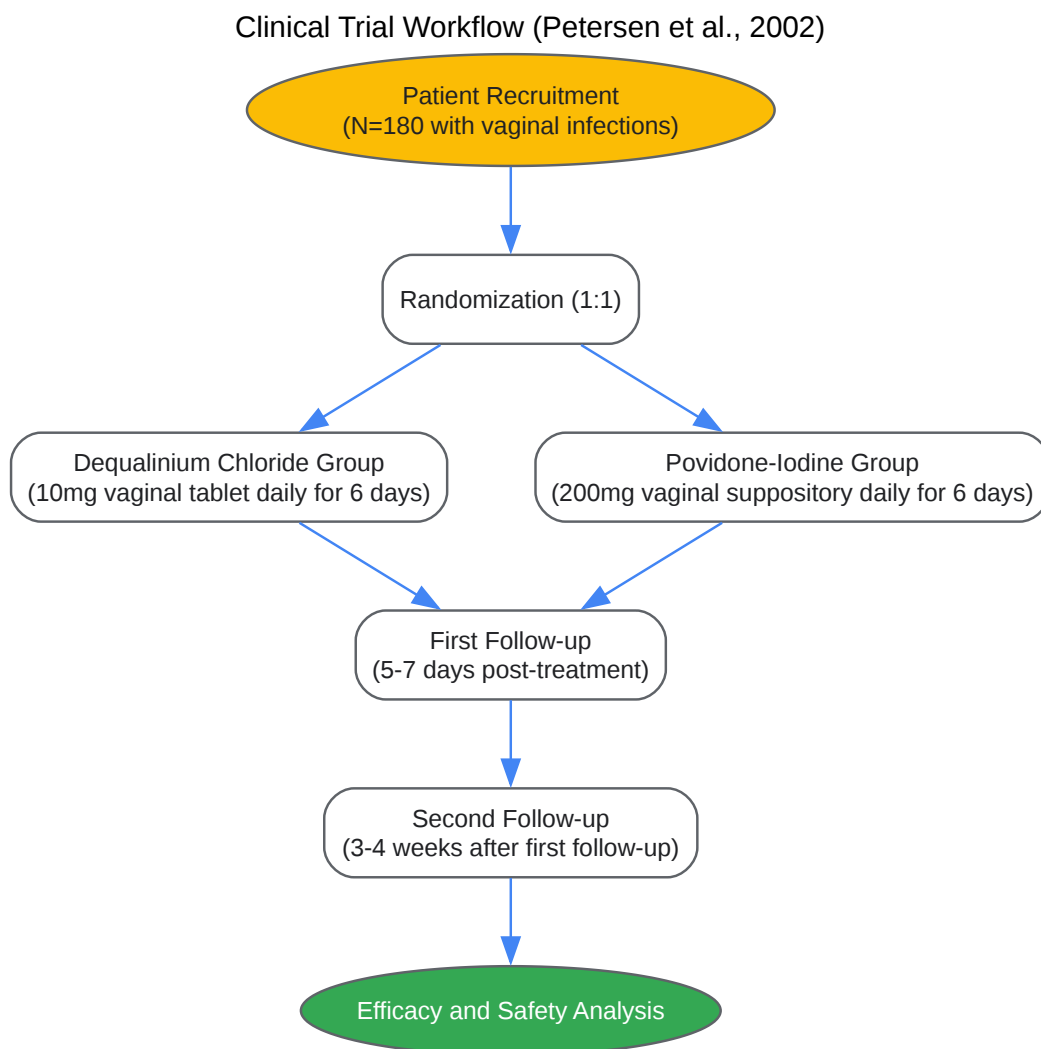 Clinical Trial Workflow (Petersen et al., 2002)
Patient Recruitment
(N=180 with vaginal infections)
Randomization (1:1)
Dequalinium Chloride Group
(10mg vaginal tablet daily for 6 days)
Povidone-Iodine Group
(200mg vaginal suppository daily for 6 days)
First Follow-up
(5-7 days post-treatment)
Second Follow-up
(3-4 weeks after first follow-up)
Efficacy and Safety Analysis